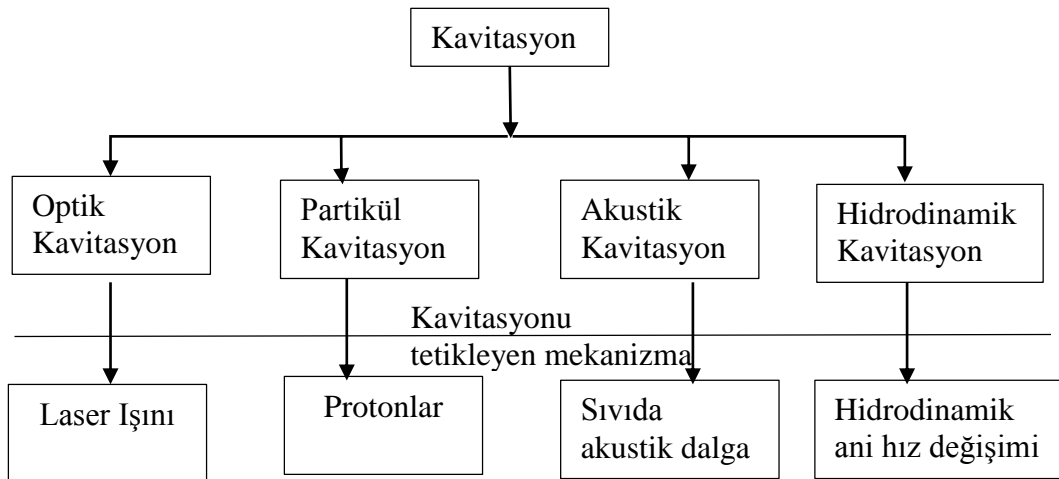 Kavitasyon
Optik
Kavitasyon
Partikül
Kavitasyon
Akustik
Kavitasyon
Hidrodinamik
Kavitasyon
Kavitasyonu
tetikleyen mekanizma
Laser Işını
Protonlar
Sıvıda
akustik dalga
Hidrodinamik
ani hız değişimi